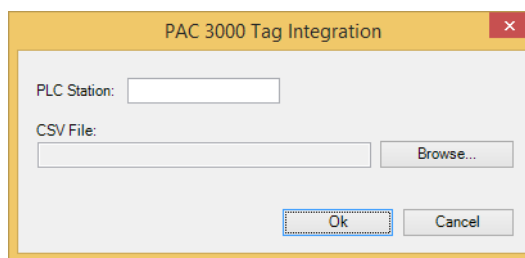 PAC 3000 Tag Integration
PLC Station:
CSV File:
Browse...
Ok
Cancel